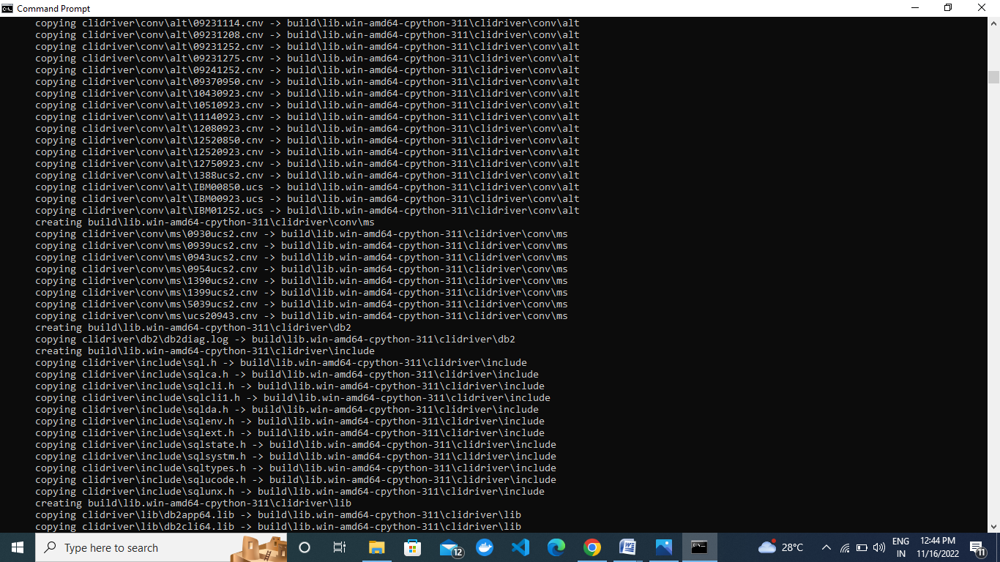 Command Prompt
copying clidriver\conv\alt\09231114.cnv -> build\lib.win-amd64-cpython-311\clidriver\conv\alt
copying clidriver\conv\alt\09231208.cnv -> build\lib.win-amd64-cpython-311\clidriver\conv\alt
copying clidriver\conv\alt\09231252.cnv -> build\lib.win-amd64-cpython-311\clidriver\conv\alt
copying clidriver\conv\alt\09231275.cnv -> build\lib.win-amd64-cpython-311\clidriver\conv\alt
copying clidriver\conv\alt\09241252.cnv -> build\lib.win-amd64-cpython-311\clidriver\conv\alt
copying clidriver\conv\alt\09370950.cnv -> build\lib.win-amd64-cpython-311\clidriver\conv\alt
copying clidriver\conv\alt\10430923.cnv -> build\lib.win-amd64-cpython-311\clidriver\conv\alt
copying clidriver\conv\alt\10510923.cnv -> build\lib.win-amd64-cpython-311\clidriver\conv\alt
copying clidriver\conv\alt\11140923.cnv -> build\lib.win-amd64-cpython-311\clidriver\conv\alt
copying clidriver\conv\alt\12080923.cnv -> build\lib.win-amd64-cpython-311\clidriver\conv\alt
copying clidriver\conv\alt\12520850.cnv -> build\lib.win-amd64-cpython-311\clidriver\conv\alt
copying clidriver\conv\alt\12520923.cnv -> build\lib.win-amd64-cpython-311\clidriver\conv\alt
copying clidriver\conv\alt\12750923.cnv -> build\lib.win-amd64-cpython-311\clidriver\conv\alt
copying clidriver\conv\alt\1388ucs2.cnv -> build\lib.win-amd64-cpython-311\clidriver\conv\alt
copying clidriver\conv\alt\IBM00850.ucs -> build\lib.win-amd64-cpython-311\clidriver\conv\alt
copying clidriver\conv\alt\IBM00923.ucs -> build\lib.win-amd64-cpython-311\clidriver\conv\alt
copying clidriver\conv\alt\IBM01252.ucs -> build\lib.win-amd64-cpython-311\clidriver\conv\alt
creating build\lib.win-amd64-cpython-311\clidriver\conv\ms
copying clidriver\conv\ms\0930ucs2.cnv -> build\lib.win-amd64-cpython-311\clidriver\conv\ms
copying clidriver\conv\ms\0939ucs2.cnv -> build\lib.win-amd64-cpython-311\clidriver\conv\ms
copying clidriver\conv\ms\0943ucs2.cnv -> build\lib.win-amd64-cpython-311\clidriver\conv\ms
copying clidriver\conv\ms\0954ucs2.cnv -> build\lib.win-amd64-cpython-311\clidriver\conv\ms
copying clidriver\conv\ms\1390ucs2.cnv -> build\lib.win-amd64-cpython-311\clidriver\conv\ms
copying clidriver\conv\ms\1399ucs2.cnv -> build\lib.win-amd64-cpython-311\clidriver\conv\ms
copying clidriver\conv\ms\5039ucs2.cnv -> build\lib.win-amd64-cpython-311\clidriver\conv\ms
copying clidriver\conv\ms\ucs20943.cnv -> build\lib.win-amd64-cpython-311\clidriver\conv\ms
creating build\lib.win-amd64-cpython-311\clidriver\db2
copying clidriver\db2\db2diag.log -> build\lib.win-amd64-cpython-311\clidriver\db2
creating build\lib.win-amd64-cpython-311\clidriver\include
copying clidriver\include\sql.h -> build\lib.win-amd64-cpython-311\clidriver\include
copying clidriver\include\sqlca.h -> build\lib.win-amd64-cpython-311\clidriver\include
copying clidriver\include\sqlcli.h -> build\lib.win-amd64-cpython-311\clidriver\include
copying clidriver\include\sqlcli1.h -> build\lib.win-amd64-cpython-311\clidriver\include
copying clidriver\include\sqlda.h -> build\lib.win-amd64-cpython-311\clidriver\include
copying clidriver\include\sqlenv.h -> build\lib.win-amd64-cpython-311\clidriver\include
copying clidriver\include\sqlext.h -> build\lib.win-amd64-cpython-311\clidriver\include
copying clidriver\include\sqlstate.h -> build\lib.win-amd64-cpython-311\clidriver\include
copying clidriver\include\sqlsystm.h -> build\lib.win-amd64-cpython-311\clidriver\include
copying clidriver\include\sqltypes.h -> build\lib.win-amd64-cpython-311\clidriver\include
copying clidriver\include\sqlucode.h -> build\lib.win-amd64-cpython-311\clidriver\include
copying clidriver\include\sqlunx.h -> build\lib.win-amd64-cpython-311\clidriver\include
creating build\lib.win-amd64-cpython-311\clidriver\lib
copying clidriver\lib\db2app64.lib -> build\lib.win-amd64-cpython-311\clidriver\lib
copying clidriver\lib\db2cli64.lib -> build\lib.win-amd64-cpython-311\clidriver\lib
Type here to search
12
28°C
ENG
IN
12:44 PM
11/16/2022
11